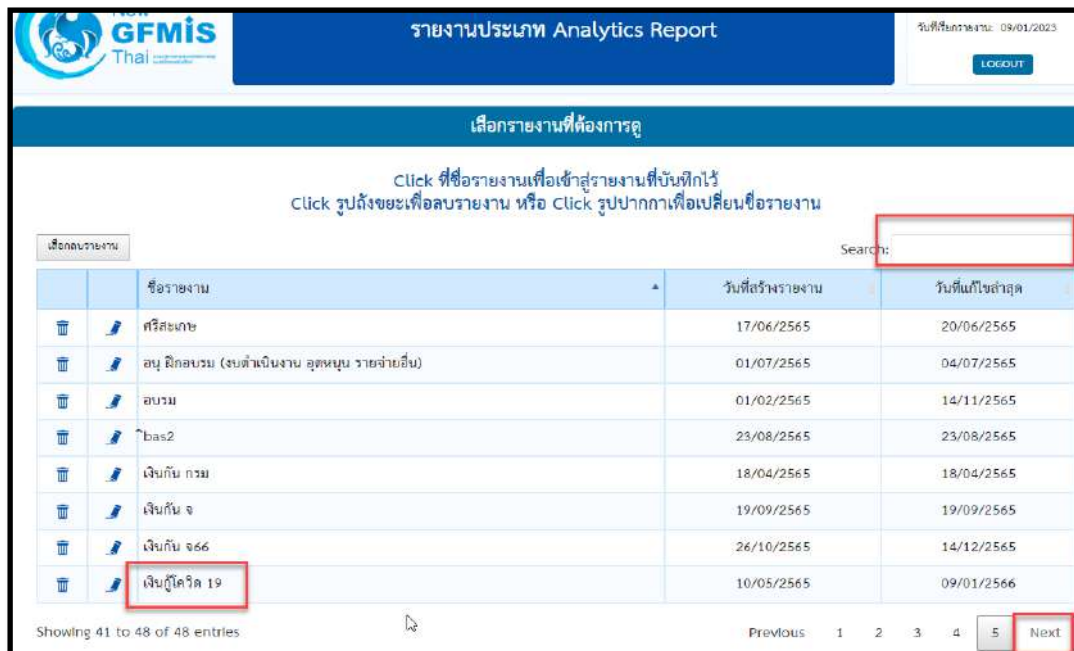 GFMiS
Thai
รายงานประเภท Analytics Report
วันที่เรียกรายงาน: 09/01/2023
LOGOUT
เลือกรายงานที่ต้องการดู
Click ที่ชื่อรายงานเพื่อเข้าสู่รายงานที่บันทึกไว้
Click รูปถังขยะเพื่อลบรายงาน หรือ Click รูปปากกาเพื่อเปลี่ยนชื่อรายงาน
เลือกลบรายงาน Search:
ชื่อรายงาน วันที่สร้างรายงาน วันที่แก้ไขล่าสุด
ศรีสะเกษ 17/06/2565 20/06/2565
อนุ ฝึกอบรม (งบดำเนินงาน อุดหนุน รายจ่ายอื่น) 01/07/2565 04/07/2565
อบรม 01/02/2565 14/11/2565
ิbas2 23/08/2565 23/08/2565
เงินกัน กรม 18/04/2565 18/04/2565
เงินกัน จ 19/09/2565 19/09/2565
เงินกัน จ66 26/10/2565 14/12/2565
เงินกู้โควิด 19 10/05/2565 09/01/2566
Showing 41 to 48 of 48 entries Previous 1 2 3 4 5 Next